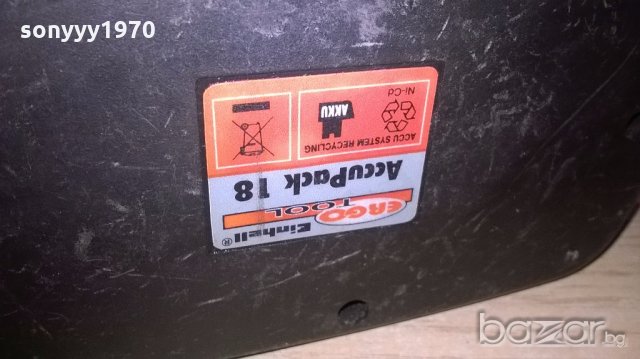 sonyyy1970
Einhell®
ERGO
TOOL
AccuPack 18
AKKU
ACCU SYSTEM RECYCLING
Ni-Cd
bazar.bg